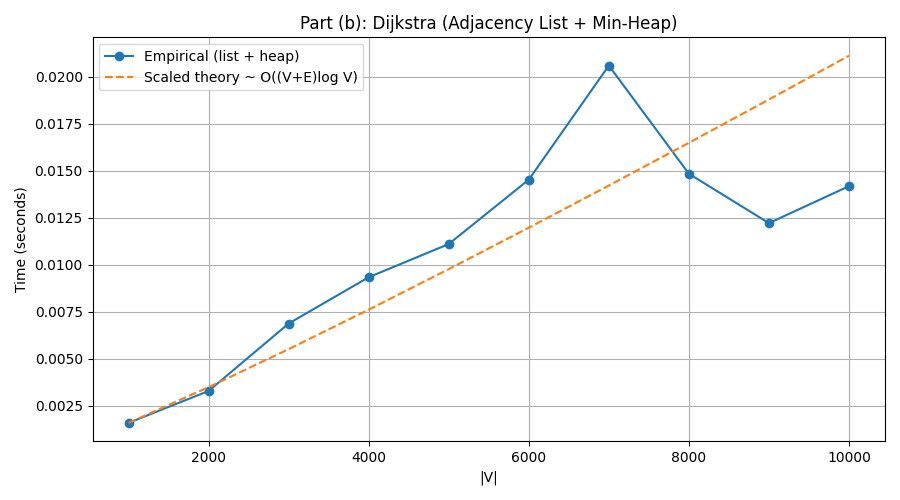 Part (b): Dijkstra (Adjacency List + Min-Heap)
Empirical (list + heap)
Scaled theory ~ O((V+E)log V)
0.0200
0.0175
0.0150
0.0125
0.0100
0.0075
0.0050
0.0025
Time (seconds)
2000 4000 6000 8000 10000
|V|